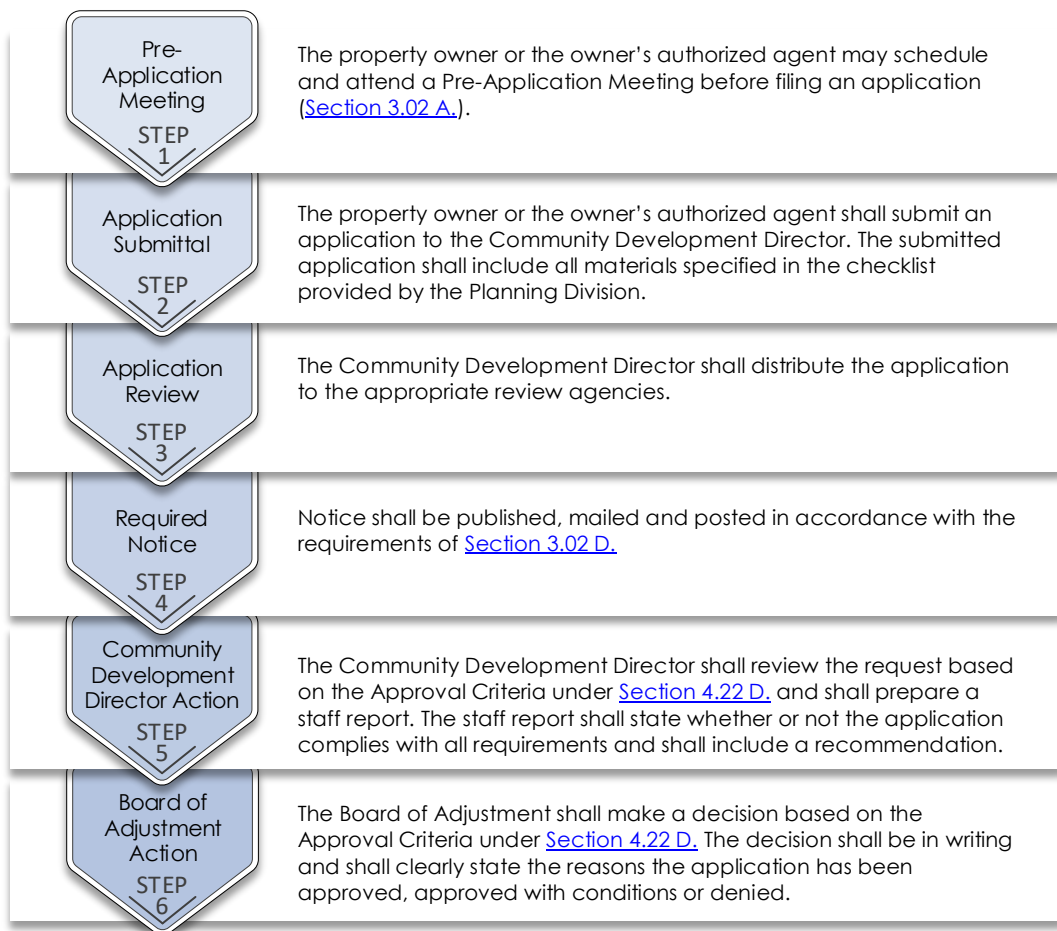 Pre-
Application
Meeting
STEP
1
The property owner or the owner’s authorized agent may schedule
and attend a Pre-Application Meeting before filing an application
(Section 3.02 A.).
Application
Submittal
STEP
2
The property owner or the owner’s authorized agent shall submit an
application to the Community Development Director. The submitted
application shall include all materials specified in the checklist
provided by the Planning Division.
Application
Review
STEP
3
The Community Development Director shall distribute the application
to the appropriate review agencies.
Required
Notice
STEP
4
Notice shall be published, mailed and posted in accordance with the
requirements of Section 3.02 D.
Community
Development
Director Action
STEP
5
The Community Development Director shall review the request based
on the Approval Criteria under Section 4.22 D. and shall prepare a
staff report. The staff report shall state whether or not the application
complies with all requirements and shall include a recommendation.
Board of
Adjustment
Action
STEP
6
The Board of Adjustment shall make a decision based on the
Approval Criteria under Section 4.22 D. The decision shall be in writing
and shall clearly state the reasons the application has been
approved, approved with conditions or denied.